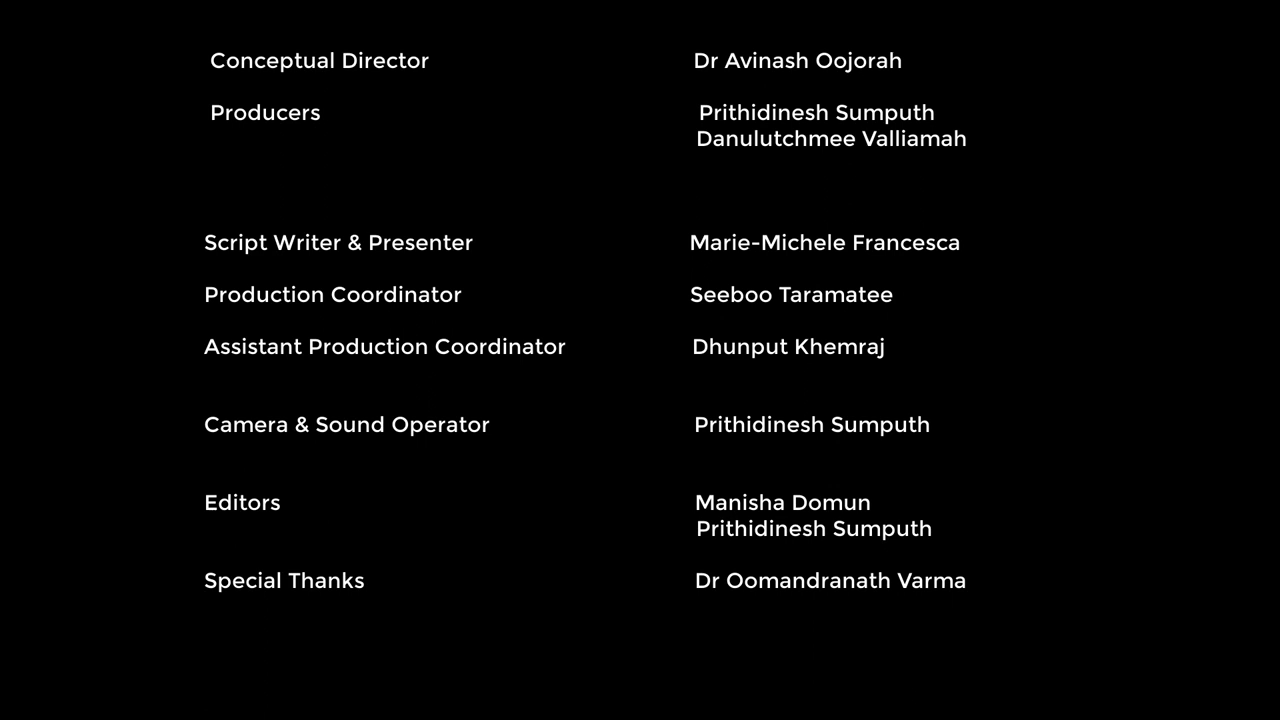 Conceptual Director Dr Avinash Oojorah
Producers Prithidinesh Sumputh
Danulutchmee Valliamah
Script Writer & Presenter Marie-Michele Francesca
Production Coordinator Seeboo Taramatee
Assistant Production Coordinator Dhunput Khemraj
Camera & Sound Operator Prithidinesh Sumputh
Editors Manisha Domun
Prithidinesh Sumputh
Special Thanks Dr Oomandranath Varma